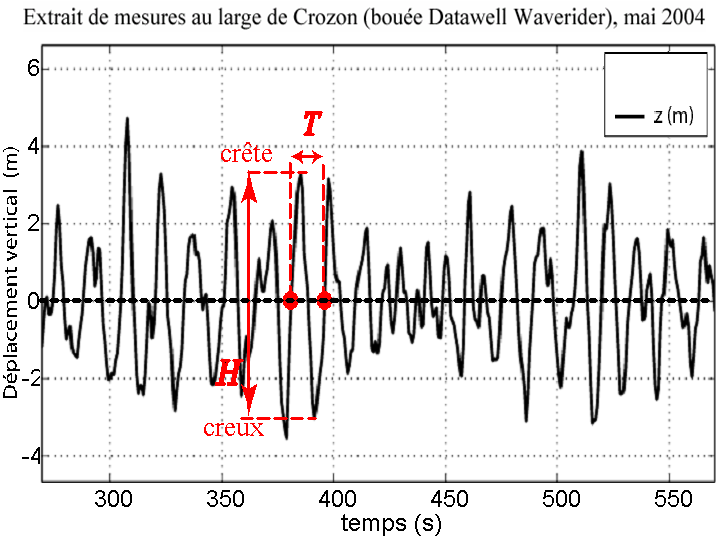 Extrait de mesures au large de Crozon (bouée Datawell Waverider), mai 2004
6
z (m)
4
T
crête
2
0
H
-2
creux
-4
Déplacement vertical (m)
300 350 400 450 500 550
temps (s)